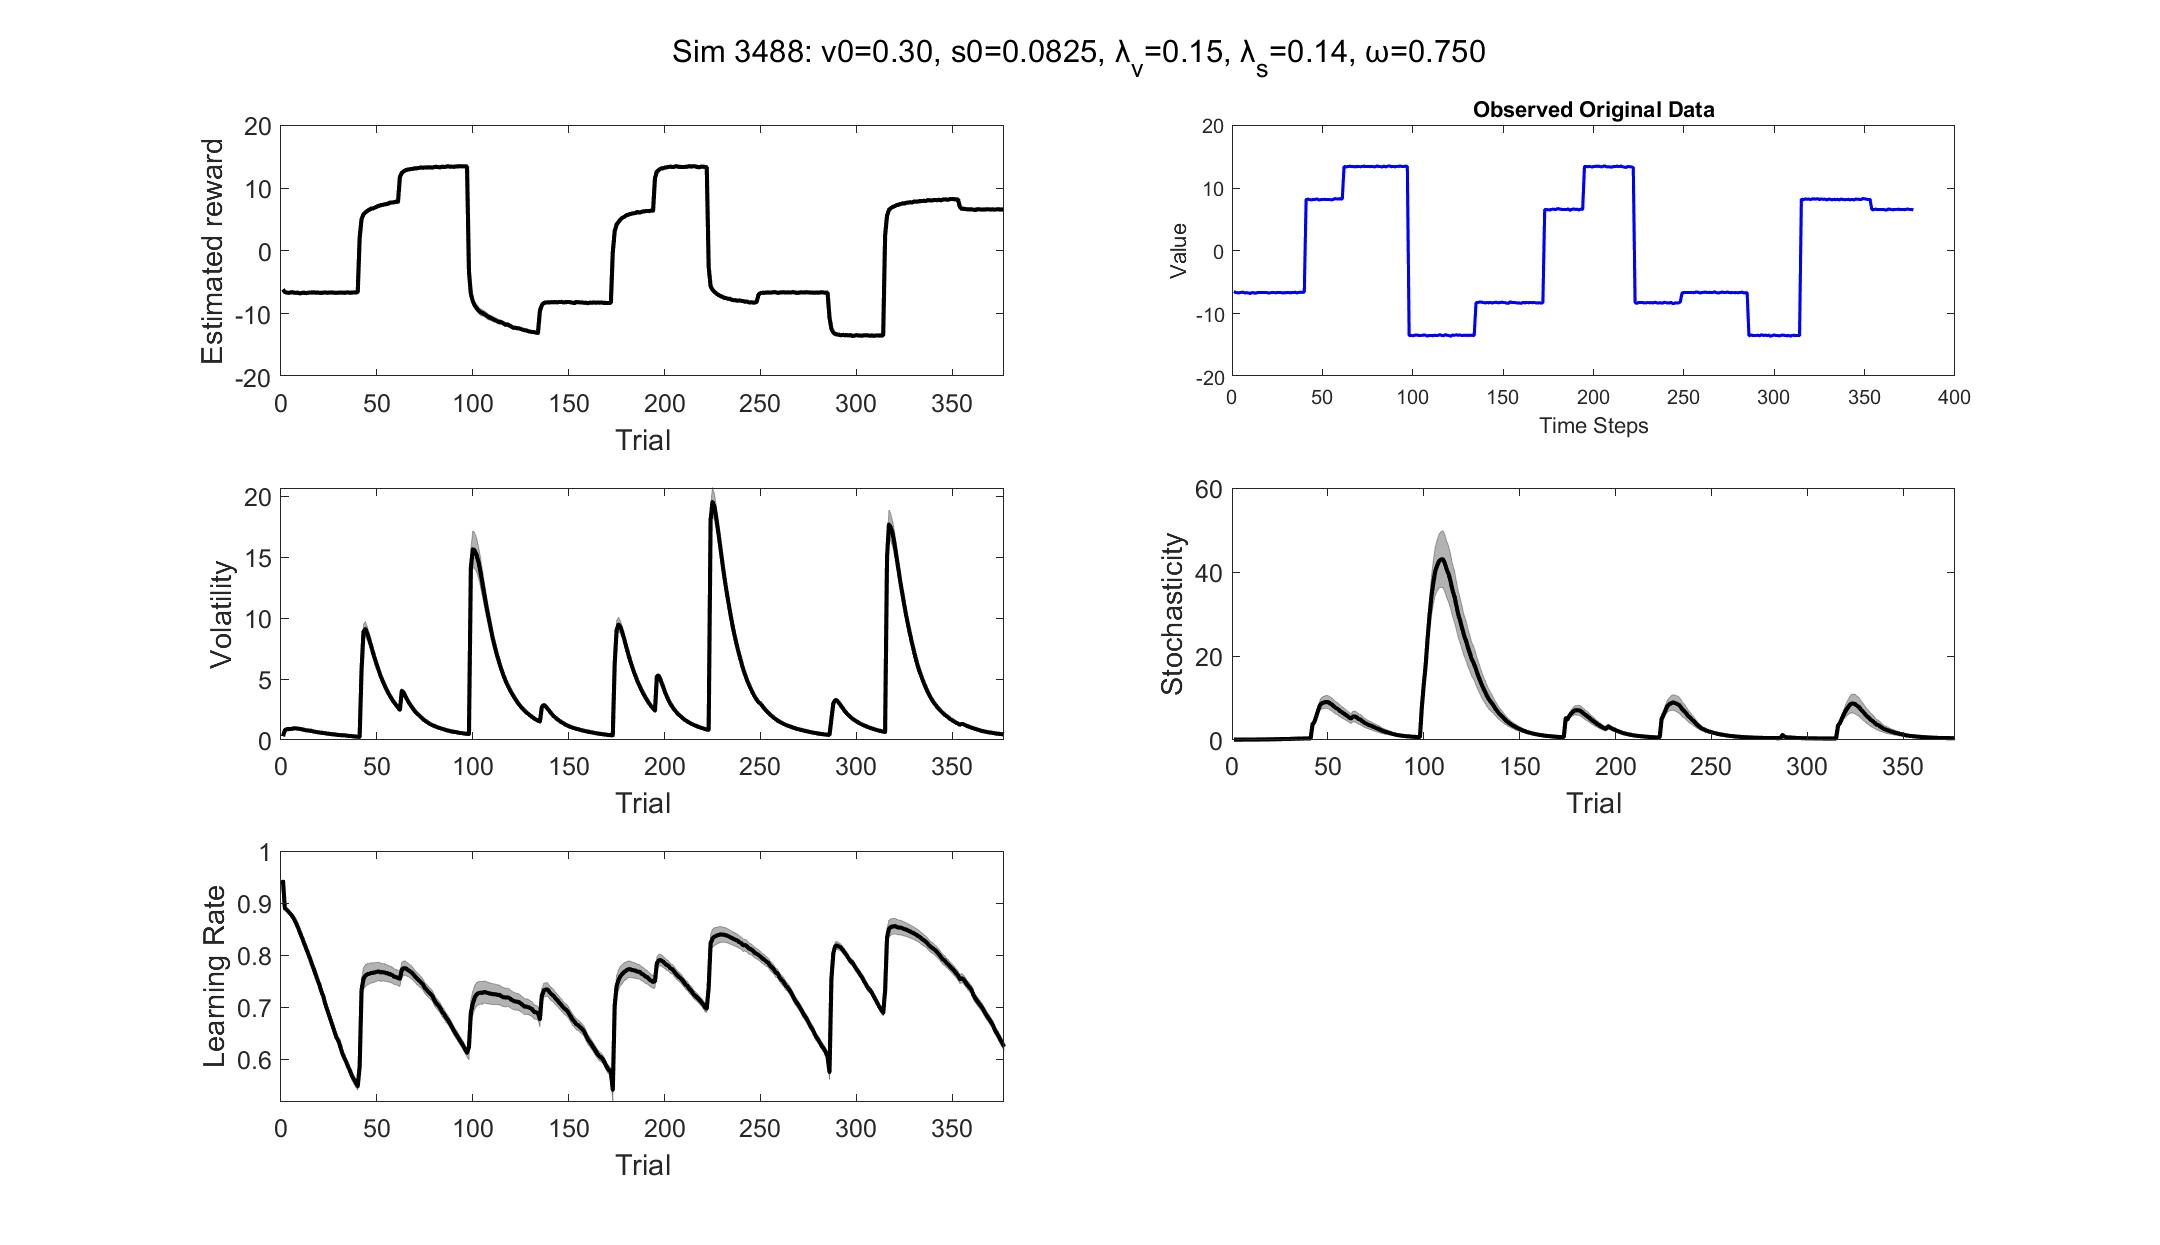 Sim 3488: v0=0.30, s0=0.0825, λ_v=0.15, λ_s=0.14, ω=0.750
Estimated reward
20
10
0
-10
-20
0 50 100 150 200 250 300 350
Trial
Observed Original Data
Value
20
10
0
-10
-20
0 50 100 150 200 250 300 350 400
Time Steps
Volatility
20
15
10
5
0
0 50 100 150 200 250 300 350
Trial
Stochasticity
60
40
20
0
0 50 100 150 200 250 300 350
Trial
Learning Rate
1
0.9
0.8
0.7
0.6
0 50 100 150 200 250 300 350
Trial